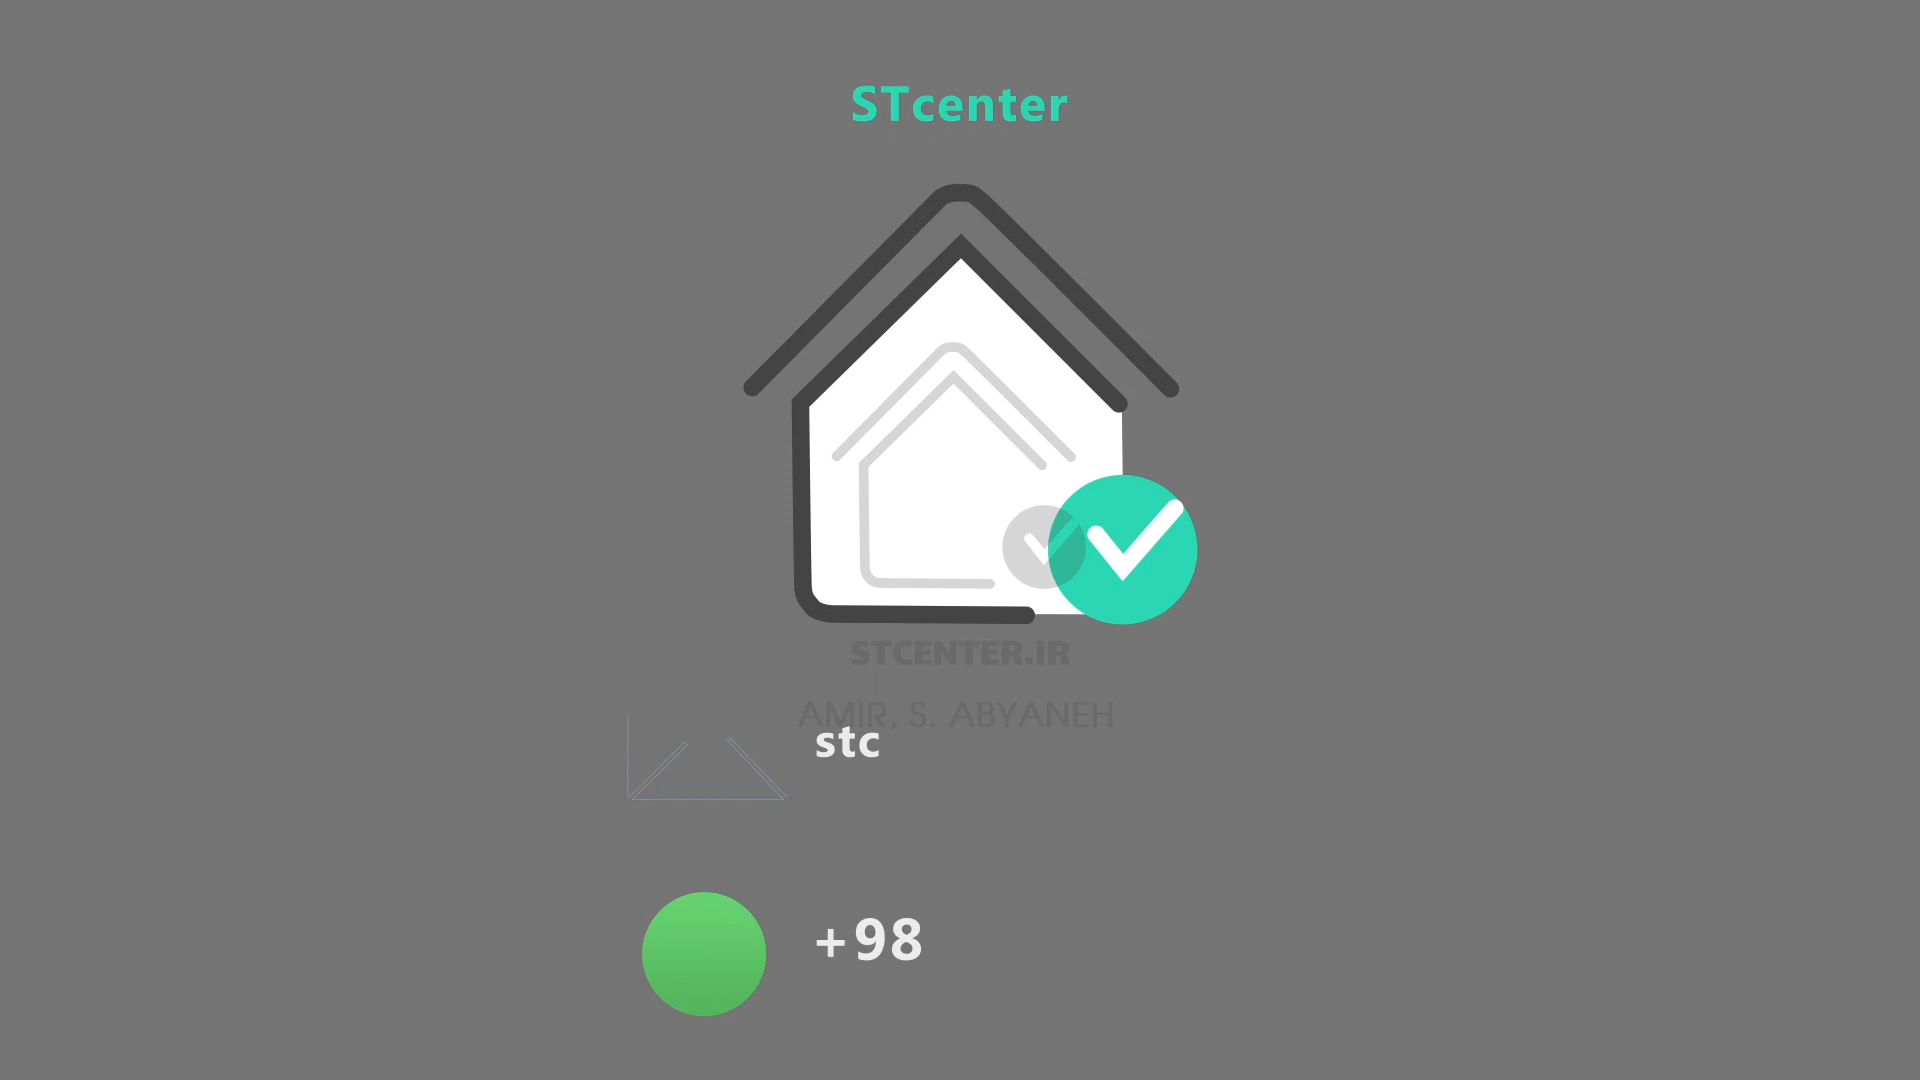 STcenter
STCENTER.IR
AMIR, S. ABYANEH
stc
+98